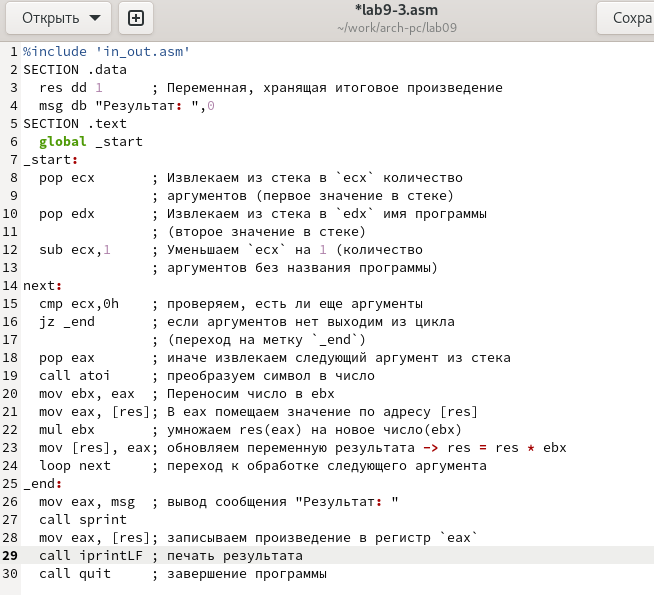 Открыть
*lab9-3.asm
Сохра
~/work/arch-pc/lab09
1 %include 'in_out.asm'
2 SECTION .data
3   res dd 1      ; Переменная, хранящая итоговое произведение
4   msg db "Результат: ",0
5 SECTION .text
6   global _start
7 _start:
8   pop ecx       ; Извлекаем из стека в `ecx` количество
9                 ; аргументов (первое значение в стеке)
10   pop edx       ; Извлекаем из стека в `edx` имя программы
11                 ; (второе значение в стеке)
12   sub ecx,1     ; Уменьшаем `ecx` на 1 (количество
13                 ; аргументов без названия программы)
14 next:
15   cmp ecx,0h    ; проверяем, есть ли еще аргументы
16   jz _end       ; если аргументов нет выходим из цикла
17                 ; (переход на метку `_end`)
18   pop eax       ; иначе извлекаем следующий аргумент из стека
19   call atoi     ; преобразуем символ в число
20   mov ebx, eax  ; Переносим число в ebx
21   mov eax, [res]; В eax помещаем значение по адресу [res]
22   mul ebx       ; умножаем res(eax) на новое число(ebx)
23   mov [res], eax; обновляем переменную результата —> res = res * ebx
24   loop next     ; переход к обработке следующего аргумента
25 _end:
26   mov eax, msg  ; вывод сообщения "Результат: "
27   call sprint
28   mov eax, [res]; записываем произведение в регистр `eax`
29   call iprintLF ; печать результата
30   call quit     ; завершение программы